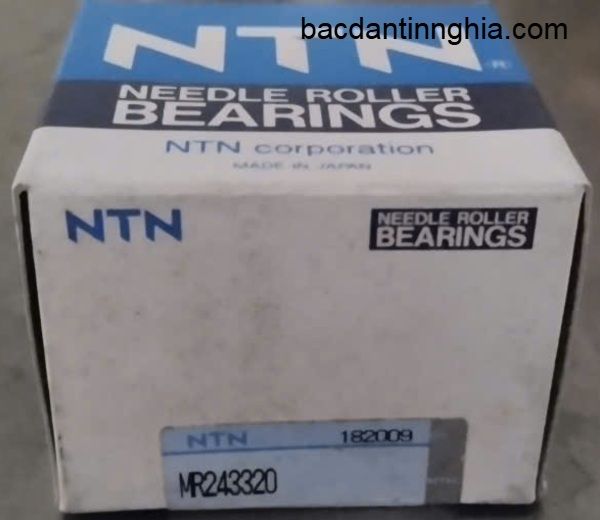 bacdantinnghia.com
NTN®
NEEDLE ROLLER
BEARINGS
NTN corporation
MADE IN JAPAN
NTN
NEEDLE ROLLER
BEARINGS
NTN 182009
MR243320